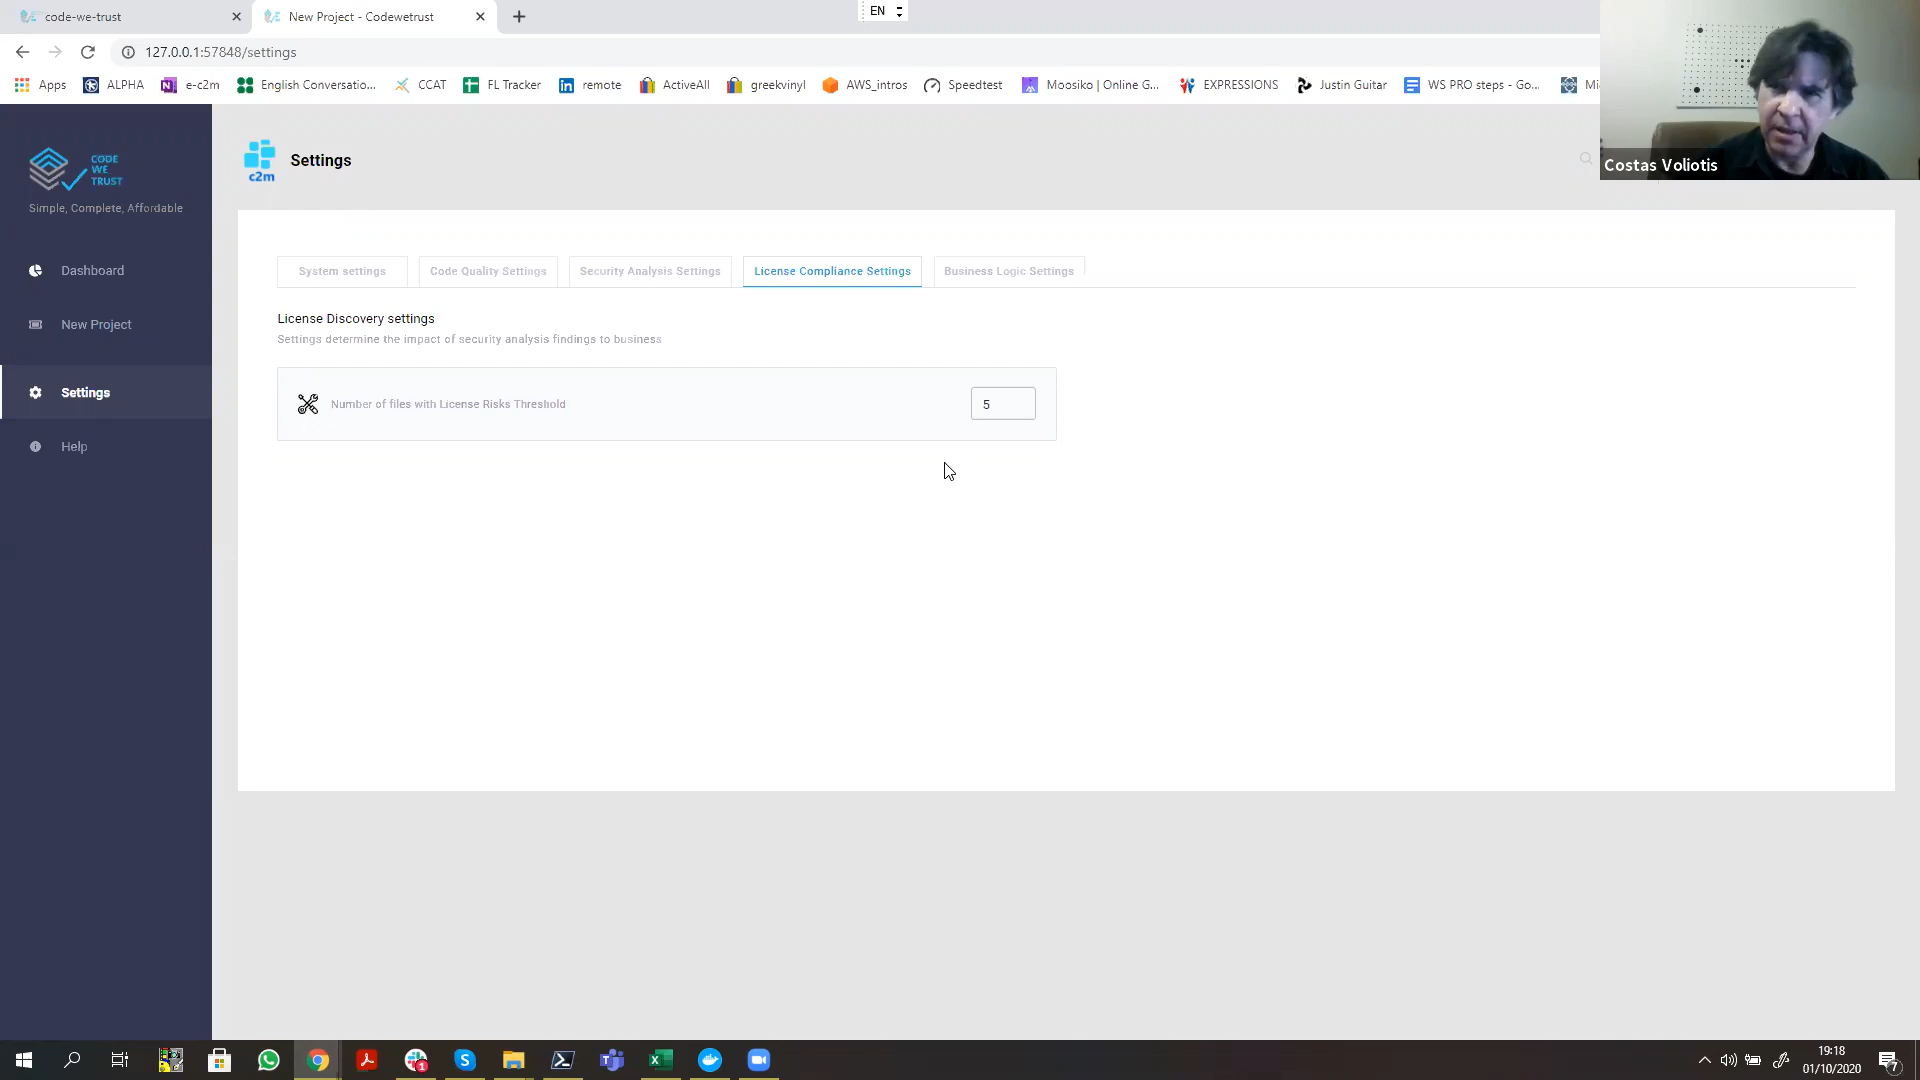 code-we-trust
New Project - Codewetrust
EN
127.0.0.1:57848/settings
Apps
ALPHA
e-c2m
English Conversatio...
CCAT
FL Tracker
remote
ActiveAll
greekvinyl
AWS_intros
Speedtest
Moosiko | Online G...
EXPRESSIONS
Justin Guitar
WS PRO steps - Go...
Mi
Costas Voliotis
CODE
WE
TRUST
Simple, Complete, Affordable
c2m
Settings
Dashboard
New Project
Settings
Help
System settings
Code Quality Settings
Security Analysis Settings
License Compliance Settings
Business Logic Settings
License Discovery settings
Settings determine the impact of security analysis findings to business
Number of files with License Risks Threshold
5
1
19:18
01/10/2020
7